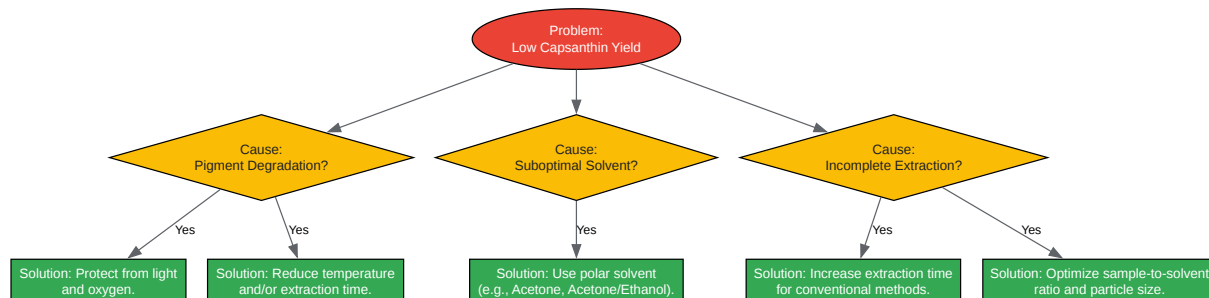 Problem:
Low Capsanthin Yield
Cause:
Pigment Degradation?
Cause:
Suboptimal Solvent?
Cause:
Incomplete Extraction?
Yes
Yes
Yes
Yes
Yes
Solution: Protect from light
and oxygen.
Solution: Reduce temperature
and/or extraction time.
Solution: Use polar solvent
(e.g., Acetone, Acetone/Ethanol).
Solution: Increase extraction time
for conventional methods.
Solution: Optimize sample-to-solvent
ratio and particle size.